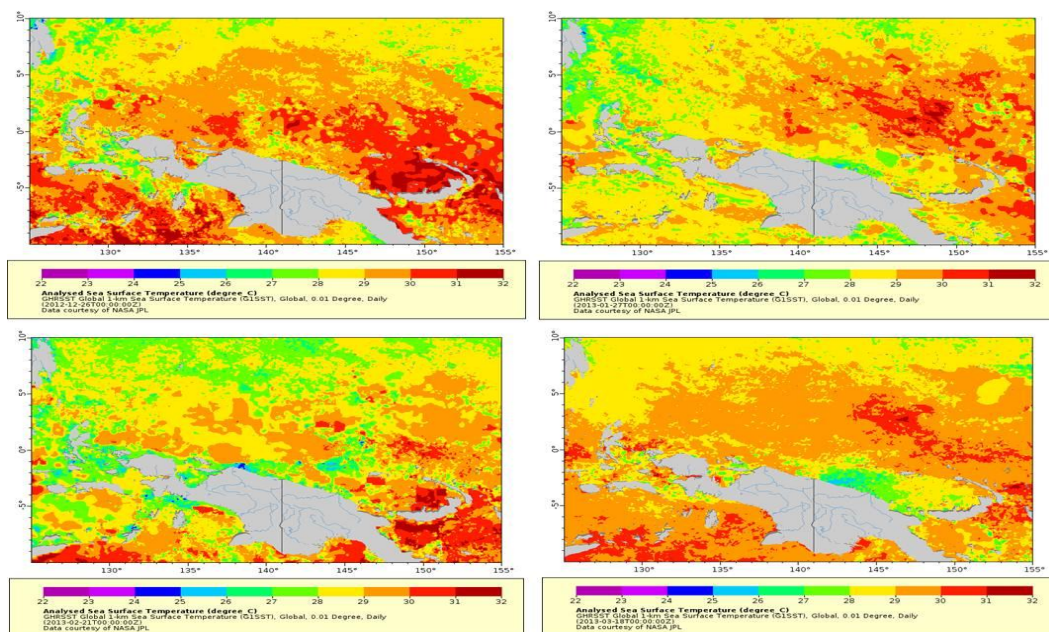 10°
5°
0°
-5°
130° 135° 140° 145° 150° 155°
22 23 24 25 26 27 28 29 30 31 32
Analysed Sea Surface Temperature (degree_C)
GHRSST Global 1-km Sea Surface Temperature (G1SST), Global, 0.01 Degree, Daily
(2012-12-26T00:00:00Z)
Data courtesy of NASA JPL
10°
5°
0°
-5°
130° 135° 140° 145° 150° 155°
22 23 24 25 26 27 28 29 30 31 32
Analysed Sea Surface Temperature (degree_C)
GHRSST Global 1-km Sea Surface Temperature (G1SST), Global, 0.01 Degree, Daily
(2013-01-27T00:00:00Z)
Data courtesy of NASA JPL
10°
5°
0°
-5°
130° 135° 140° 145° 150° 155°
22 23 24 25 26 27 28 29 30 31 32
Analysed Sea Surface Temperature (degree_C)
GHRSST Global 1-km Sea Surface Temperature (G1SST), Global, 0.01 Degree, Daily
(2013-02-21T00:00:00Z)
Data courtesy of NASA JPL
10°
5°
0°
-5°
130° 135° 140° 145° 150° 155°
22 23 24 25 26 27 28 29 30 31 32
Analysed Sea Surface Temperature (degree_C)
GHRSST Global 1-km Sea Surface Temperature (G1SST), Global, 0.01 Degree, Daily
(2013-03-18T00:00:00Z)
Data courtesy of NASA JPL